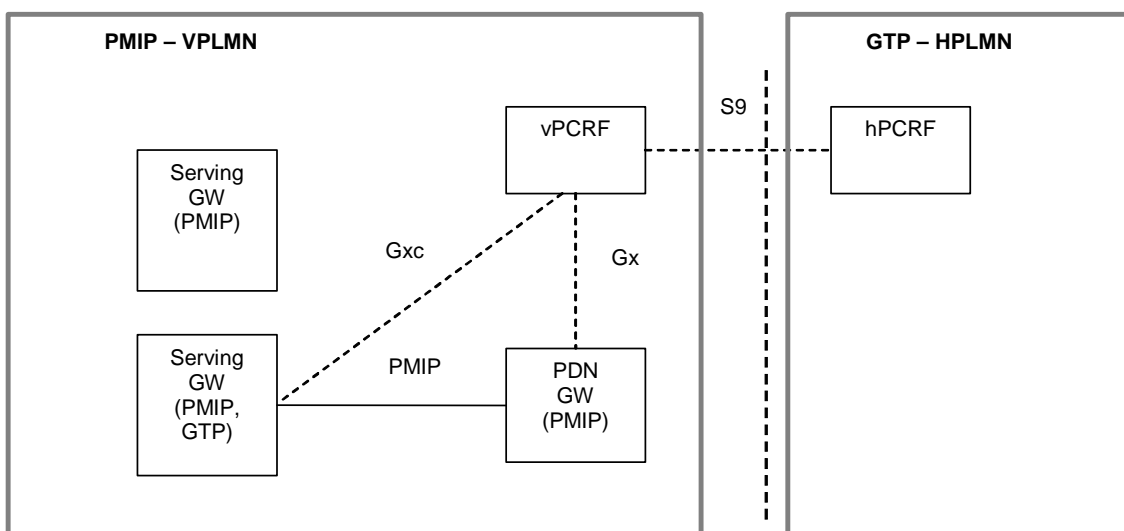 PMIP – VPLMN
GTP – HPLMN
S9
vPCRF
hPCRF
Serving
GW
(PMIP)
Gxc
Gx
Serving
GW
(PMIP,
GTP)
PMIP
PDN
GW
(PMIP)